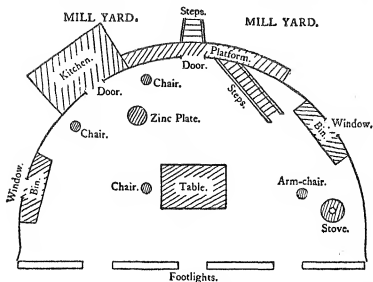 MILL YARD.
Steps.
MILL YARD.
Kitchen.
Platform.
Door.
Door.
Chair.
Steps.
Zinc Plate.
Window.
Bin.
Chair.
Window.
Bin.
Chair.
Table.
Arm-chair.
Stove.
Footlights.